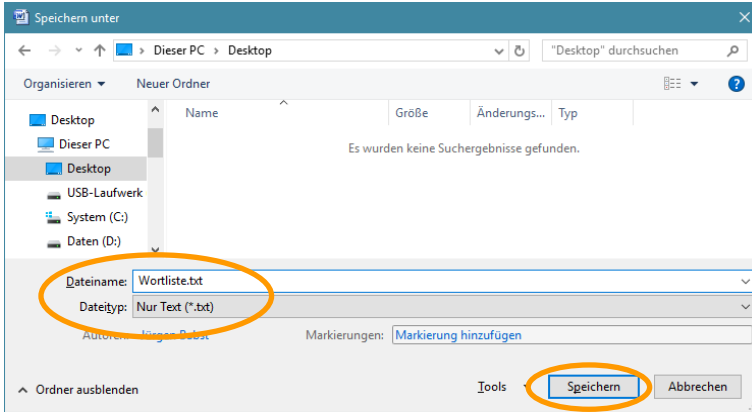 Speichern unter
Dieser PC > Desktop
"Desktop" durchsuchen
Organisieren
Neuer Ordner
Desktop
Dieser PC
Desktop
USB-Laufwerk
System (C:)
Daten (D:)
Name
Größe
Änderungs...
Typ
Es wurden keine Suchergebnisse gefunden.
Dateiname: Wortliste.txt
Dateityp: Nur Text (*.txt)
Autoren:
Markierungen: Markierung hinzufügen
Ordner ausblenden
Tools
Speichern
Abbrechen